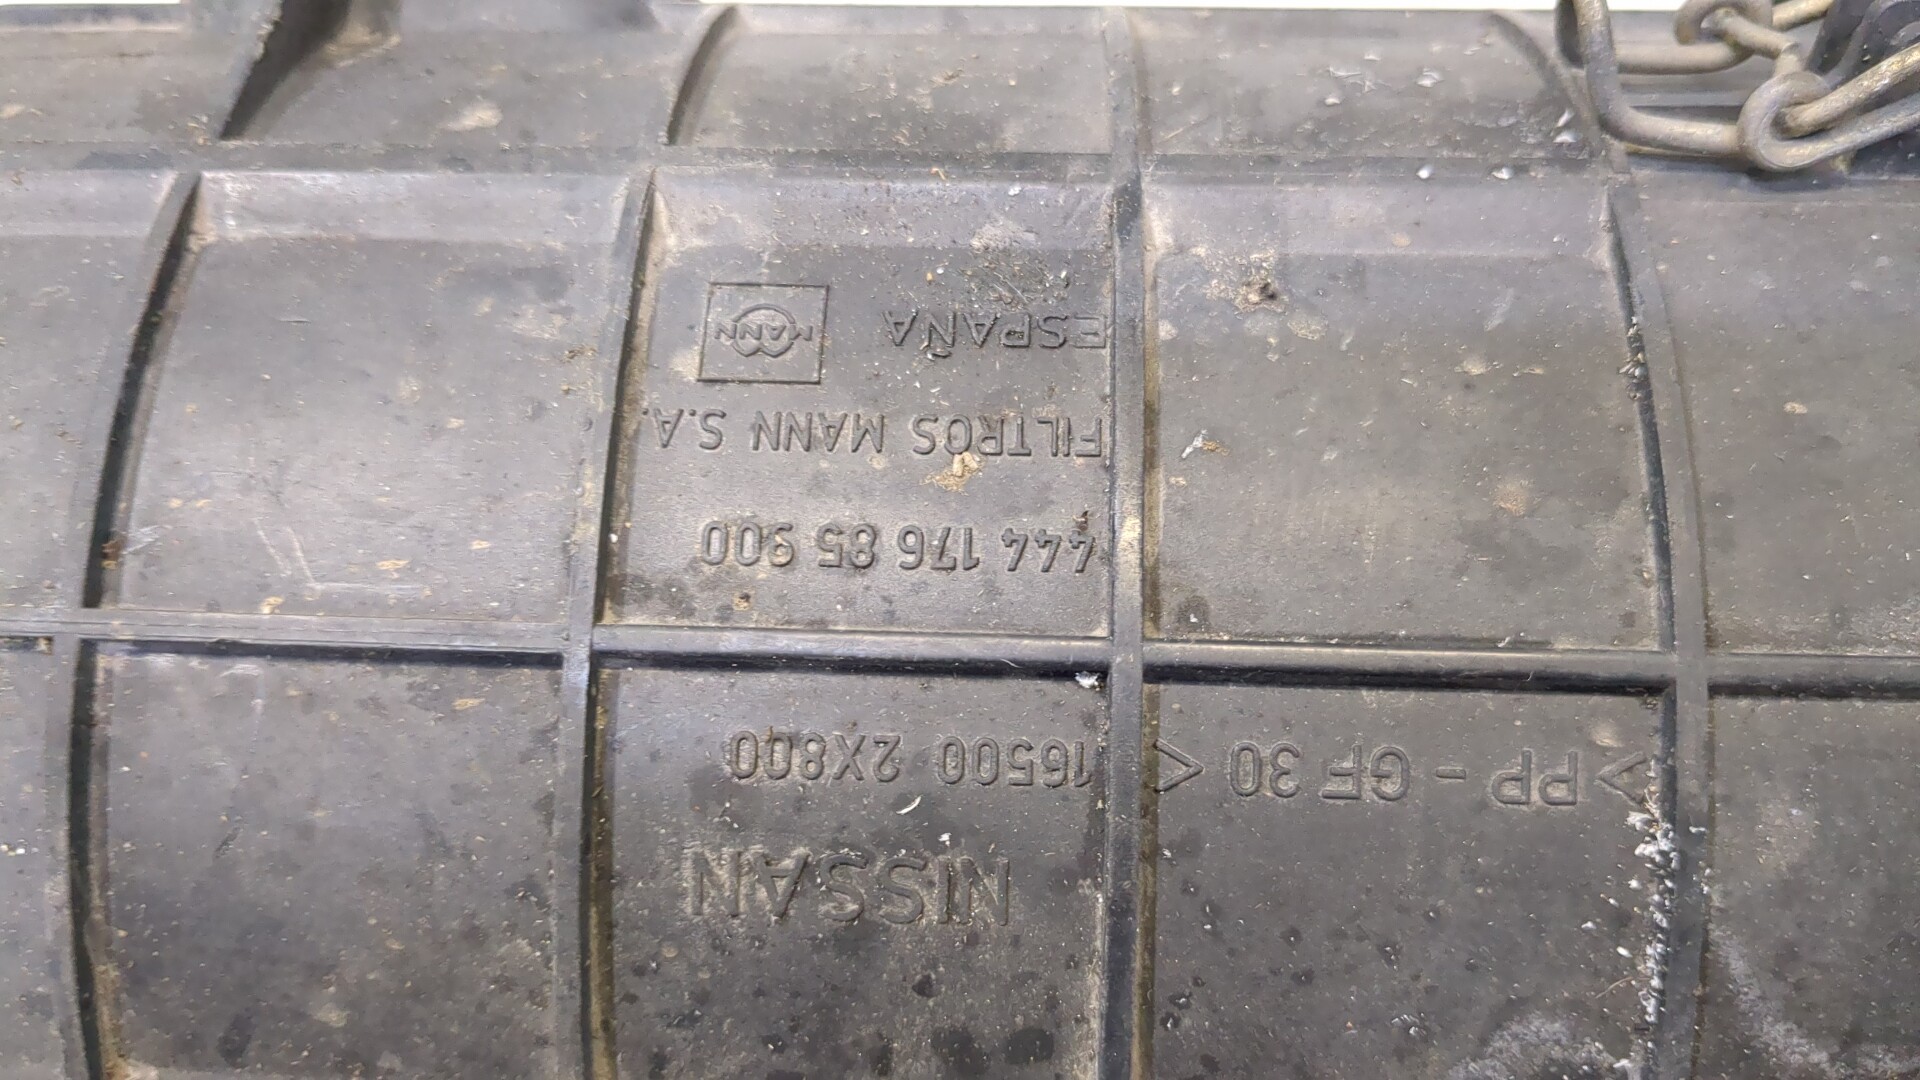 NISSAN
>PP - GF 30< 16500 2X800
444 176 85 900
FILTROS MANN S.A.
ESPAÑA MANN